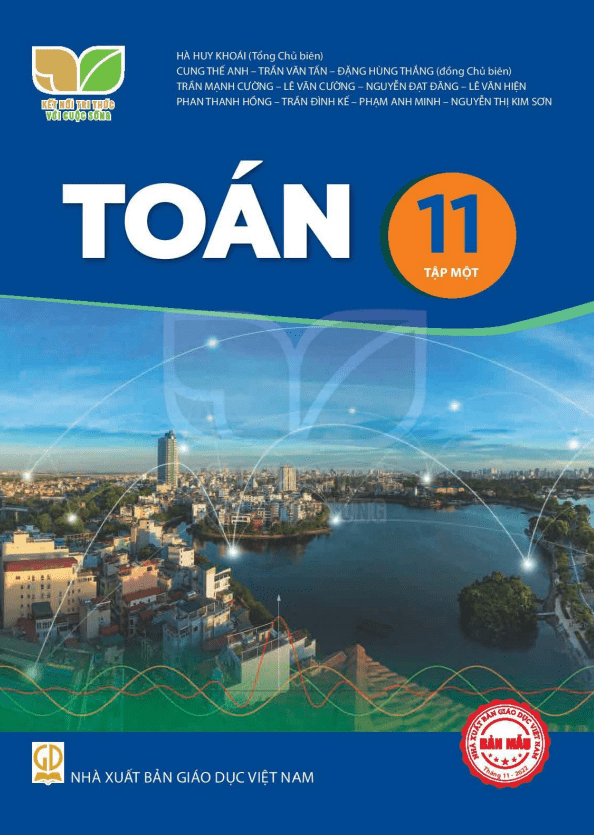 HÀ HUY KHOÁI (Tổng Chủ biên)
CUNG THẾ ANH – TRẦN VĂN TẤN – ĐẶNG HÙNG THẮNG (đồng Chủ biên)
TRẦN MẠNH CƯỜNG – LÊ VĂN CƯỜNG – NGUYỄN ĐẠT ĐĂNG – LÊ VĂN HIỆN
PHAN THANH HỒNG – TRẦN ĐÌNH KẾ – PHẠM ANH MINH – NGUYỄN THỊ KIM SƠN
KẾT NỐI TRI THỨC
VỚI CUỘC SỐNG
TOÁN
11
TẬP MỘT
SỐNG
NHÀ XUẤT BẢN GIÁO DỤC VIỆT NAM
BẢN MẪU
Tháng 11 - 2022
GD
NHÀ XUẤT BẢN GIÁO DỤC VIỆT NAM